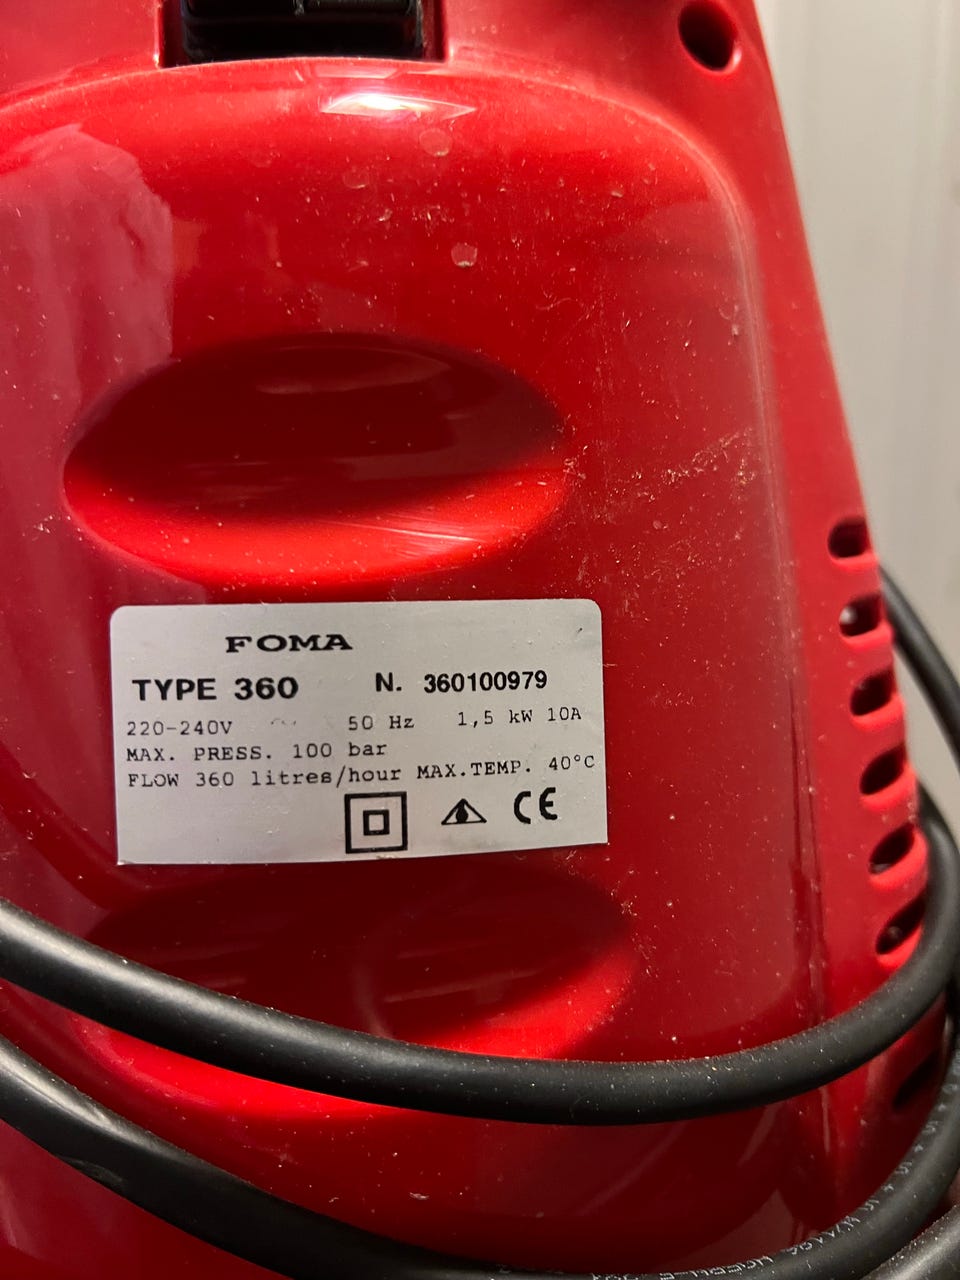 FOMA
TYPE 360 N. 360100979
220-240V 50 Hz 1,5 kW 10A
MAX. PRESS. 100 bar
FLOW 360 litres/hour MAX.TEMP. 40°C
CE